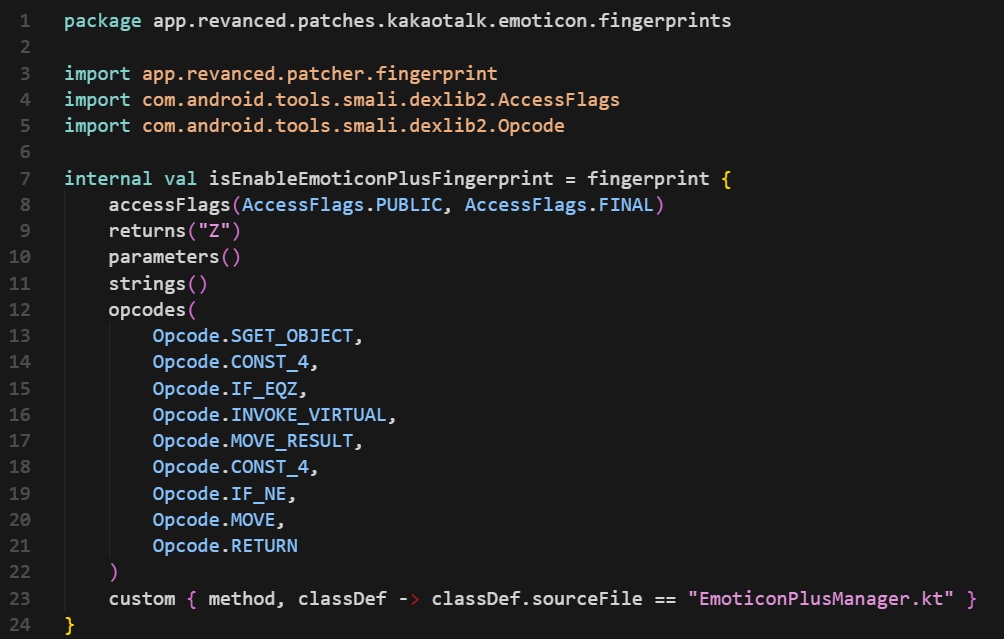 1 package app.revanced.patches.kakaotalk.emoticon.fingerprints
2
3 import app.revanced.patcher.fingerprint
4 import com.android.tools.smali.dexlib2.AccessFlags
5 import com.android.tools.smali.dexlib2.Opcode
6
7 internal val isEnableEmoticonPlusFingerprint = fingerprint {
8     accessFlags(AccessFlags.PUBLIC, AccessFlags.FINAL)
9     returns("Z")
10     parameters()
11     strings()
12     opcodes(
13         Opcode.SGET_OBJECT,
14         Opcode.CONST_4,
15         Opcode.IF_EQZ,
16         Opcode.INVOKE_VIRTUAL,
17         Opcode.MOVE_RESULT,
18         Opcode.CONST_4,
19         Opcode.IF_NE,
20         Opcode.MOVE,
21         Opcode.RETURN
22     )
23     custom { method, classDef -> classDef.sourceFile == "EmoticonPlusManager.kt" }
24 }